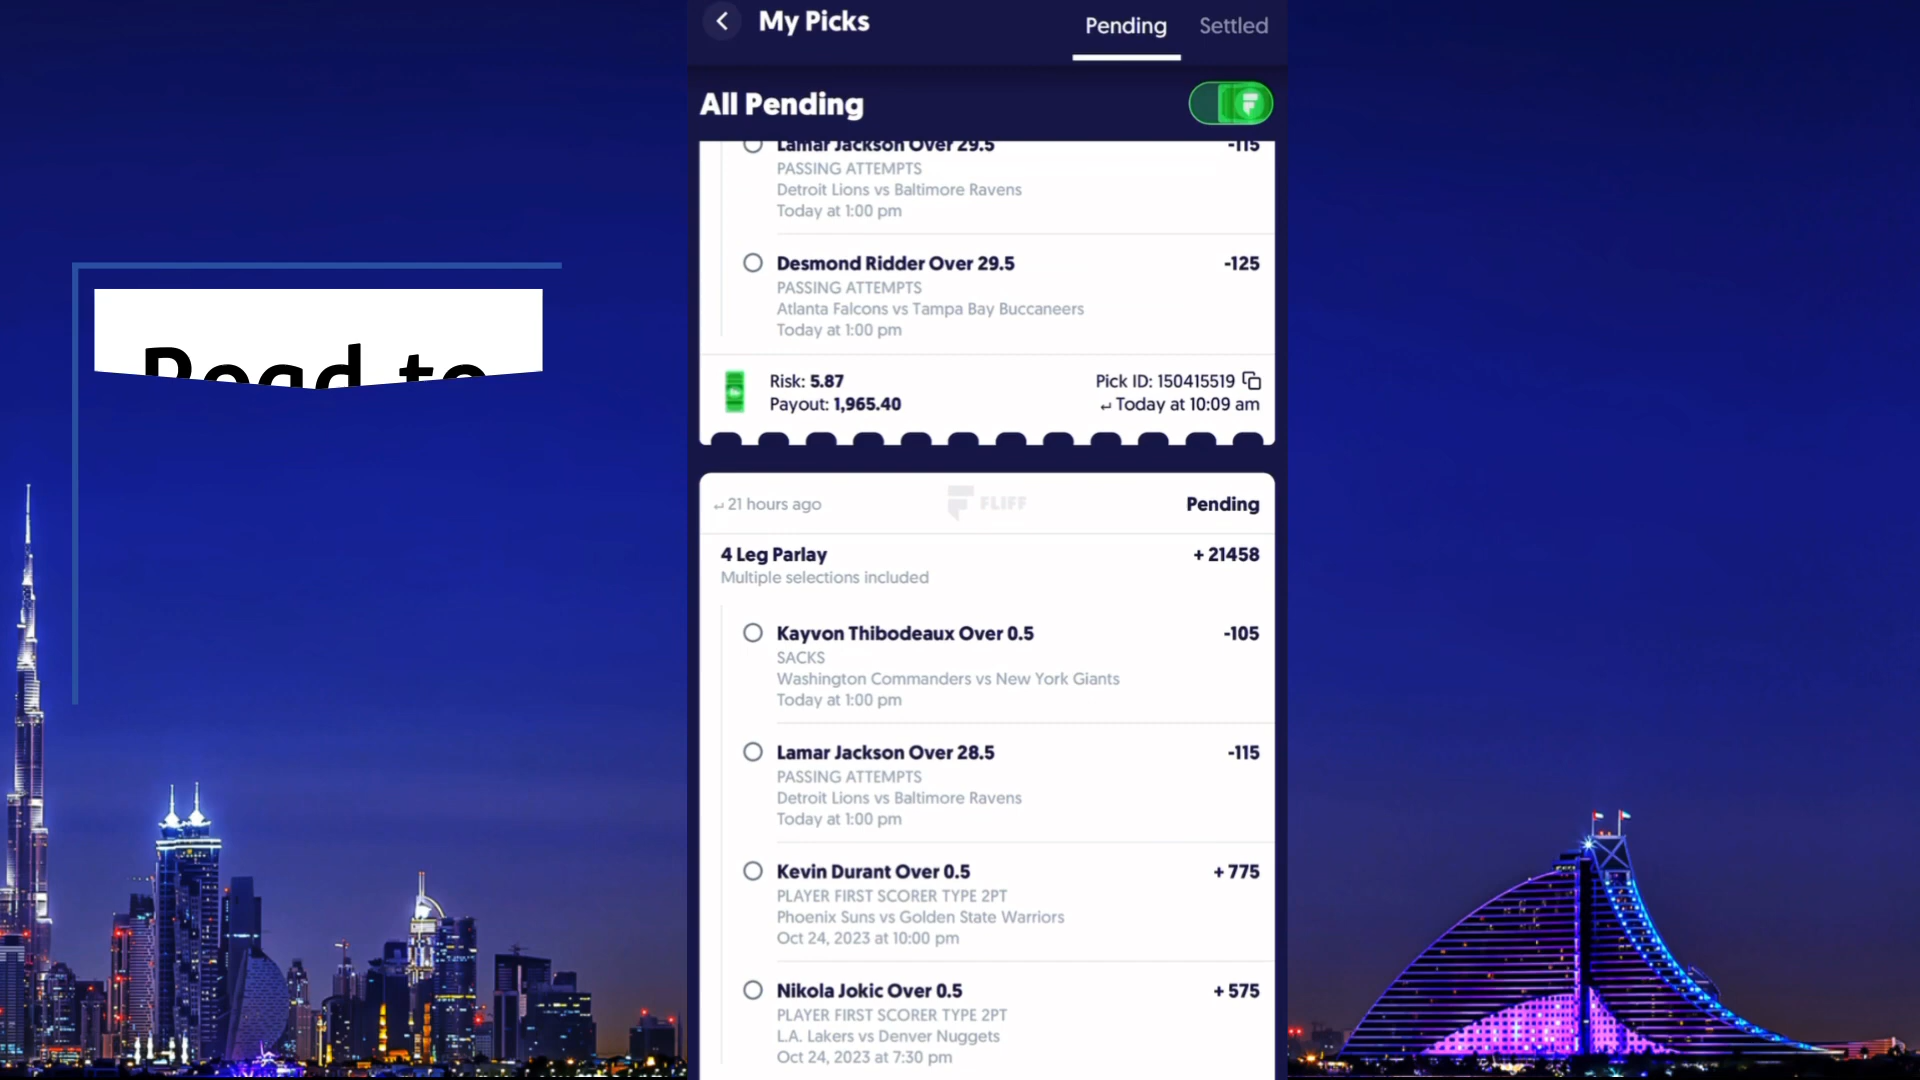 My Picks
Pending
Settled
All Pending
Lamar Jackson Over 29.5
-115
PASSING ATTEMPTS
Detroit Lions vs Baltimore Ravens
Today at 1:00 pm
Desmond Ridder Over 29.5
-125
PASSING ATTEMPTS
Atlanta Falcons vs Tampa Bay Buccaneers
Today at 1:00 pm
Risk: 5.87
Pick ID: 150415519
Payout: 1,965.40
Today at 10:09 am
21 hours ago
FLIFF
Pending
4 Leg Parlay
+ 21458
Multiple selections included
Kayvon Thibodeaux Over 0.5
-105
SACKS
Washington Commanders vs New York Giants
Today at 1:00 pm
Lamar Jackson Over 28.5
-115
PASSING ATTEMPTS
Detroit Lions vs Baltimore Ravens
Today at 1:00 pm
Kevin Durant Over 0.5
+ 775
PLAYER FIRST SCORER TYPE 2PT
Phoenix Suns vs Golden State Warriors
Oct 24, 2023 at 10:00 pm
Nikola Jokic Over 0.5
+ 575
PLAYER FIRST SCORER TYPE 2PT
L.A. Lakers vs Denver Nuggets
Oct 24, 2023 at 7:30 pm